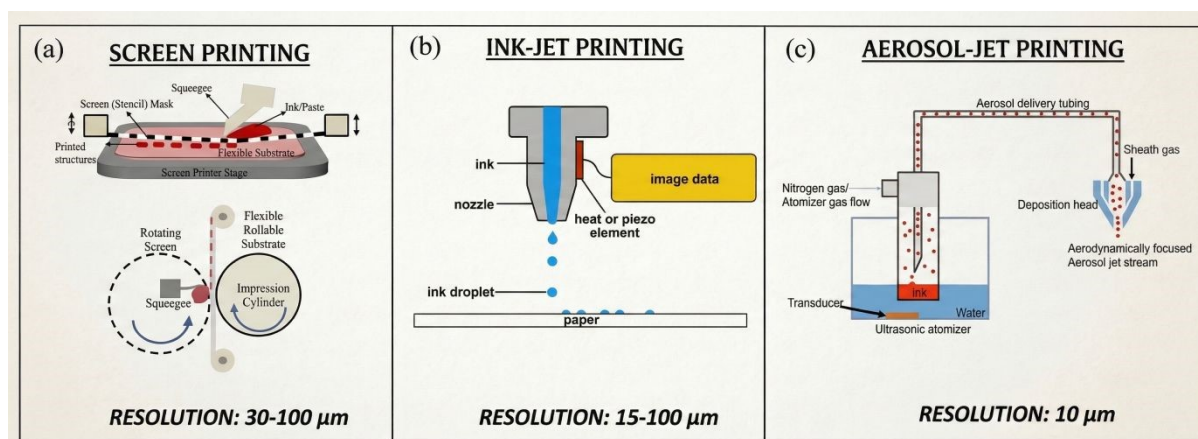 (a)
SCREEN PRINTING
Squeegee
Screen (Stencil) Mask
Ink/Paste
Printed
structures
Flexible Substrate
Screen Printer Stage
Flexible
Rollable
Substrate
Rotating
Screen
Squeegee
Impression
Cylinder
RESOLUTION: 30-100 µm
(b)
INK-JET PRINTING
ink
image data
nozzle
heat or piezo
element
ink droplet
paper
RESOLUTION: 15-100 µm
(c)
AEROSOL-JET PRINTING
Aerosol delivery tubing
Sheath gas
Nitrogen gas/
Atomizer gas flow
Deposition head
Aerodynamically focused
Aerosol jet stream
ink
Transducer
Water
Ultrasonic atomizer
RESOLUTION: 10 µm